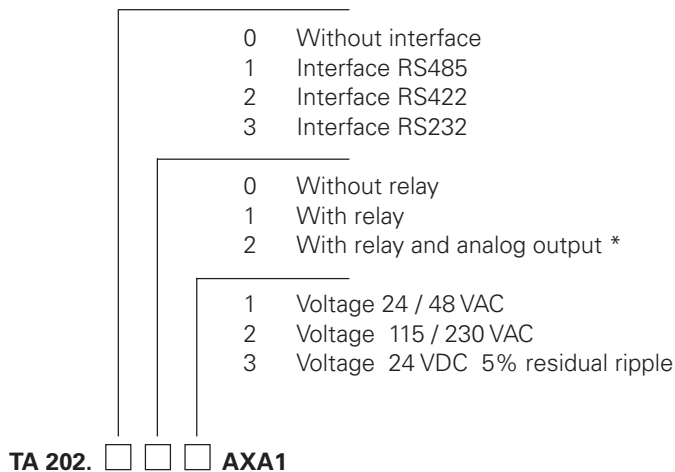 0 Without interface
1 Interface RS485
2 Interface RS422
3 Interface RS232
0 Without relay
1 With relay
2 With relay and analog output *
1 Voltage 24 / 48 VAC
2 Voltage 115 / 230 VAC
3 Voltage 24 VDC 5% residual ripple
TA 202. □ □ □ AXA1